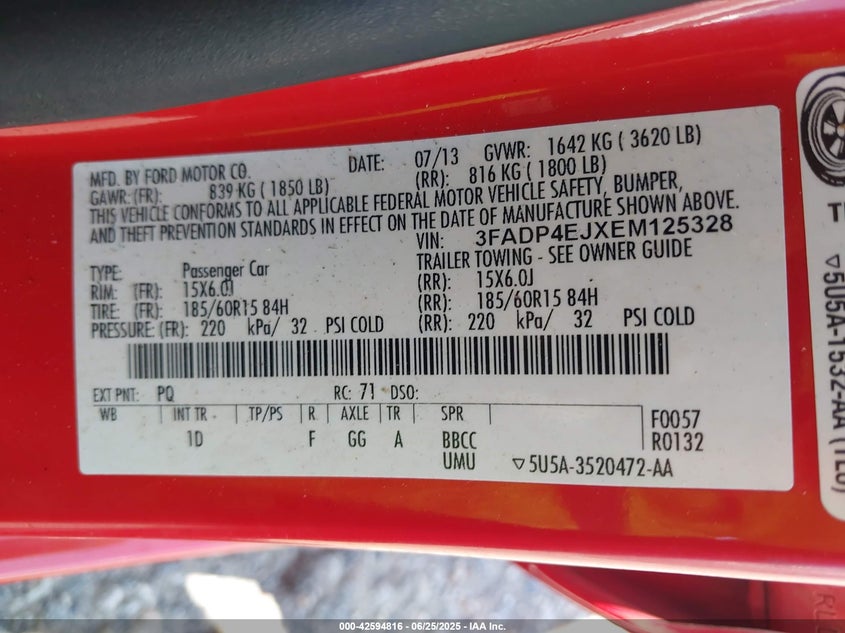 MFD. BY FORD MOTOR CO. DATE: 07/13 GVWR: 1642 KG ( 3620 LB)
GAWR: (FR): 839 KG ( 1850 LB) (RR): 816 KG ( 1800 LB)
THIS VEHICLE CONFORMS TO ALL APPLICABLE FEDERAL MOTOR VEHICLE SAFETY, BUMPER,
AND THEFT PREVENTION STANDARDS IN EFFECT ON THE DATE OF MANUFACTURE SHOWN ABOVE.
VIN: 3FADP4EJXEM125328
TRAILER TOWING - SEE OWNER GUIDE
TYPE: Passenger Car
RIM: (FR): 15X6.0J (RR): 15X6.0J
TIRE: (FR): 185/60R15 84H (RR): 185/60R15 84H
PRESSURE: (FR): 220 kPa/ 32 PSI COLD (RR): 220 kPa/ 32 PSI COLD
EXT PNT: PQ RC: 71 DSO:
WB INT TR TP/PS R AXLE TR SPR
1D F GG A BBCC
UMU
F0057
R0132
▽5U5A-3520472-AA
▽5U5A-1532-AA (TL6)
000-42594816 - 06/25/2025 - IAA Inc.